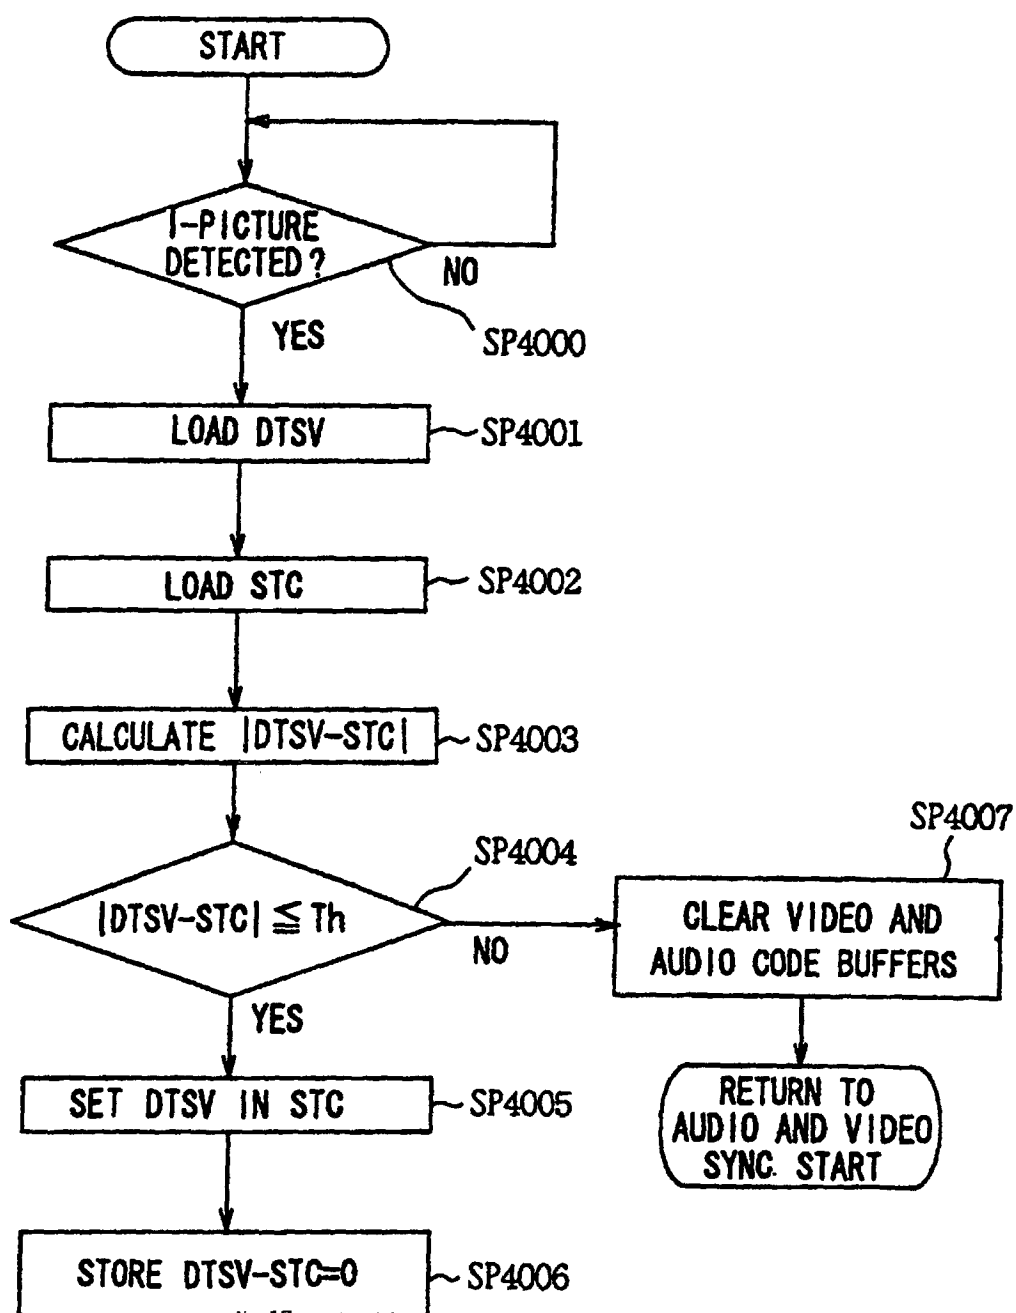 START
I-PICTURE
DETECTED?
NO
YES
SP4000
LOAD DTSV
SP4001
LOAD STC
SP4002
CALCULATE |DTSV-STC|
SP4003
SP4004
|DTSV-STC| ≦ Th
NO
YES
SP4007
CLEAR VIDEO AND
AUDIO CODE BUFFERS
SET DTSV IN STC
SP4005
RETURN TO
AUDIO AND VIDEO
SYNC. START
STORE DTSV-STC=0
SP4006